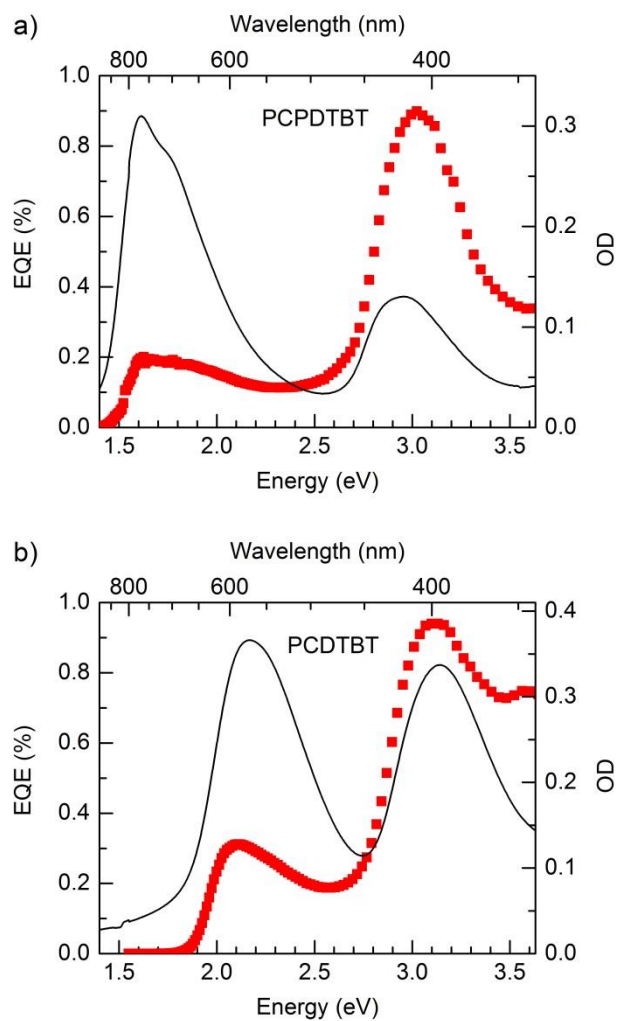 a)
Wavelength (nm)
800 600 400
1.0
0.8
0.6
0.4
0.2
0.0
EQE (%)
PCPDTBT
0.3
0.2
0.1
0.0
OD
1.5 2.0 2.5 3.0 3.5
Energy (eV)
b)
Wavelength (nm)
800 600 400
1.0
0.8
0.6
0.4
0.2
0.0
EQE (%)
PCDTBT
0.4
0.3
0.2
0.1
0.0
OD
1.5 2.0 2.5 3.0 3.5
Energy (eV)